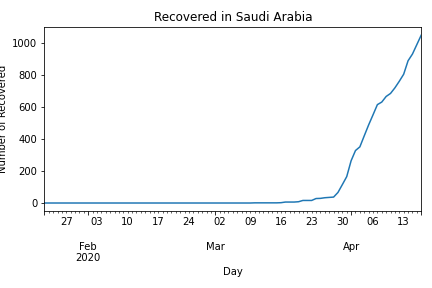 Recovered in Saudi Arabia
Number of Recovered
1000
800
600
400
200
0
27 03 10 17 24 02 09 16 23 30 06 13
Feb Mar Apr
2020
Day